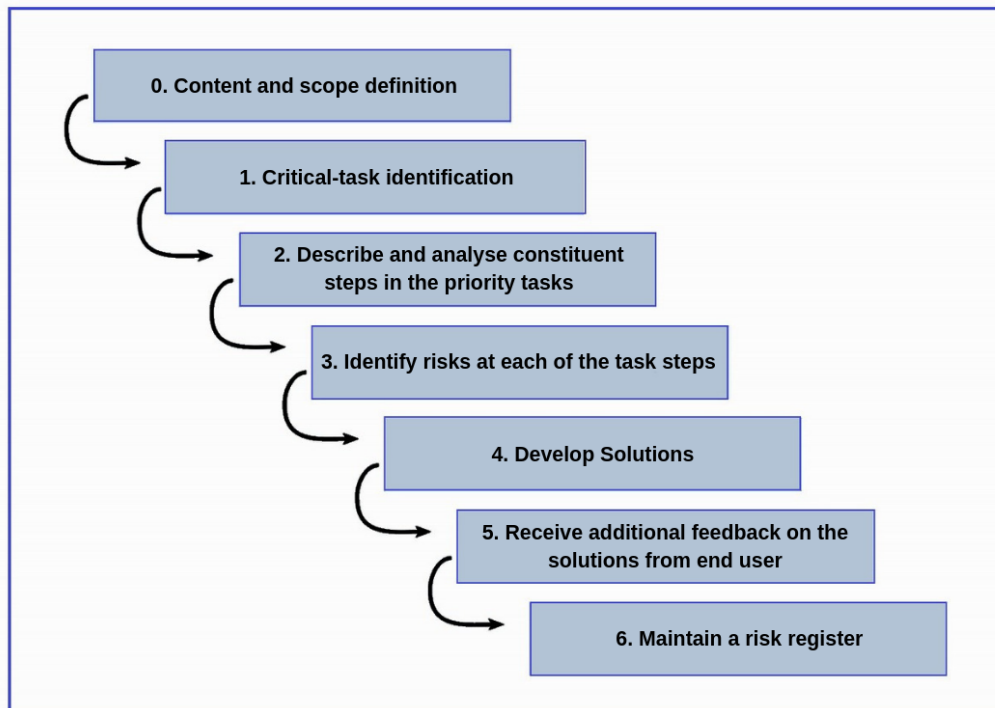 0. Content and scope definition
1. Critical-task identification
2. Describe and analyse constituent
steps in the priority tasks
3. Identify risks at each of the task steps
4. Develop Solutions
5. Receive additional feedback on the
solutions from end user
6. Maintain a risk register